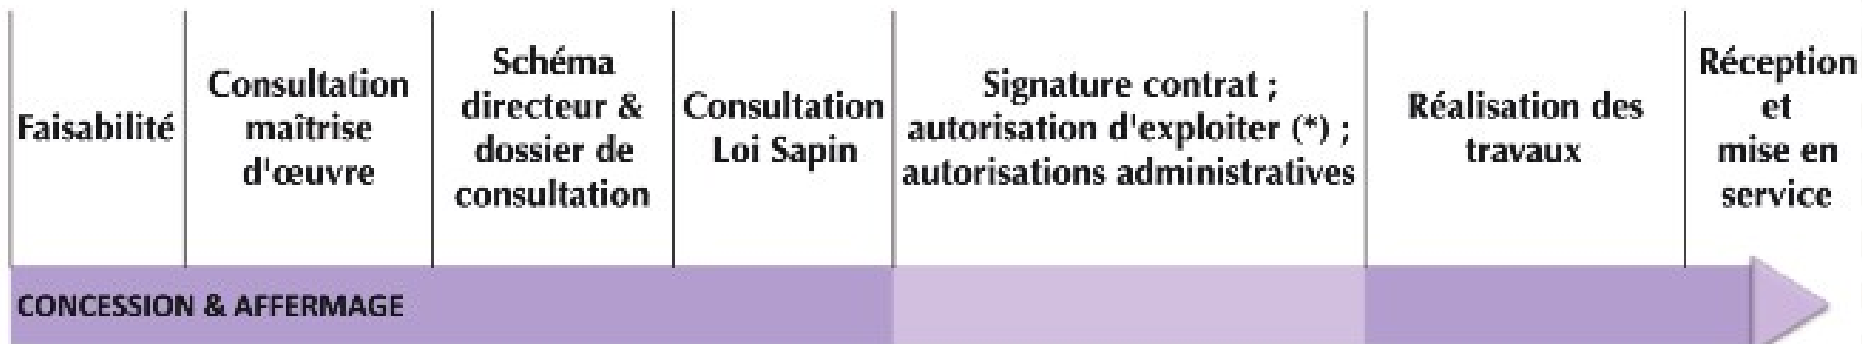 Faisabilité
Consultation
maîtrise
d'œuvre
Schéma
directeur &
dossier de
consultation
Consultation
Loi Sapin
Signature contrat ;
autorisation d'exploiter (*) ;
autorisations administratives
Réalisation des
travaux
Réception
et
mise en
service
CONCESSION & AFFERMAGE